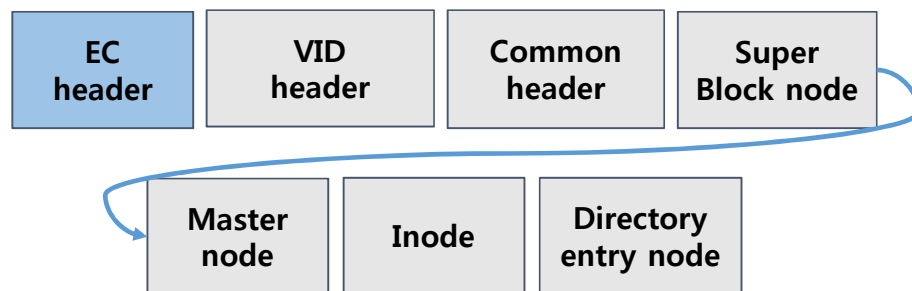 EC
header
VID
header
Common
header
Super
Block node
Master
node
Inode
Directory
entry node